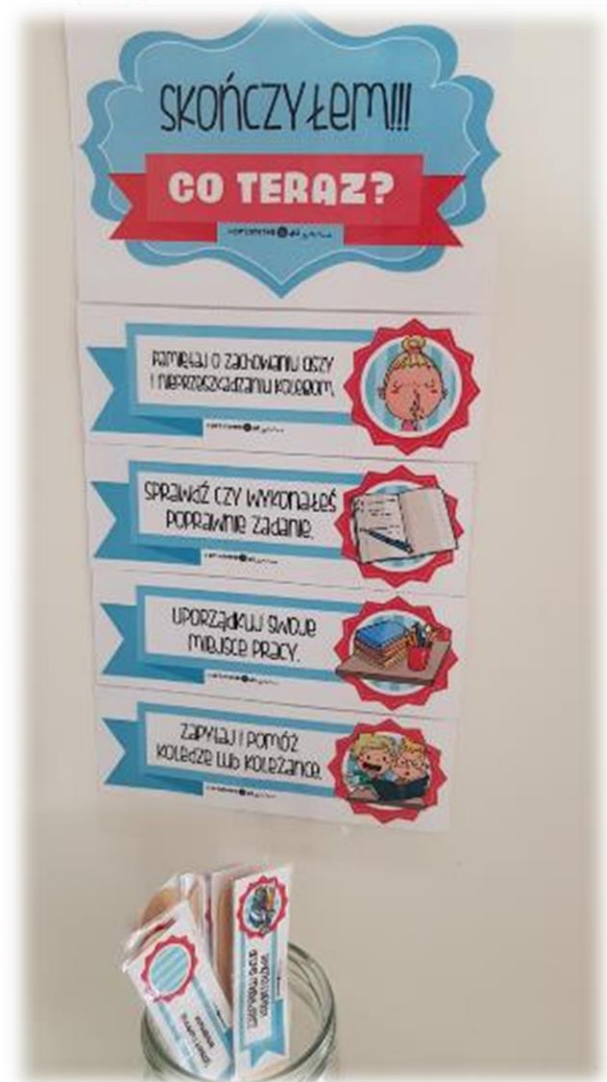 SKOŃCZYŁEM!!!
CO TERAZ?
PAMIĘTAJ O ZACHOWANIU CISZY
I NIEPRZESZKADZANIU KOLEGOM.
SPRAWDŹ CZY WYKONAŁEŚ
POPRAWNIE ZADANIE.
UPORZĄDKUJ SWOJE
MIEJSCE PRACY.
ZAPYTAJ I POMÓŻ
KOLEDZE LUB KOLEŻANCE.